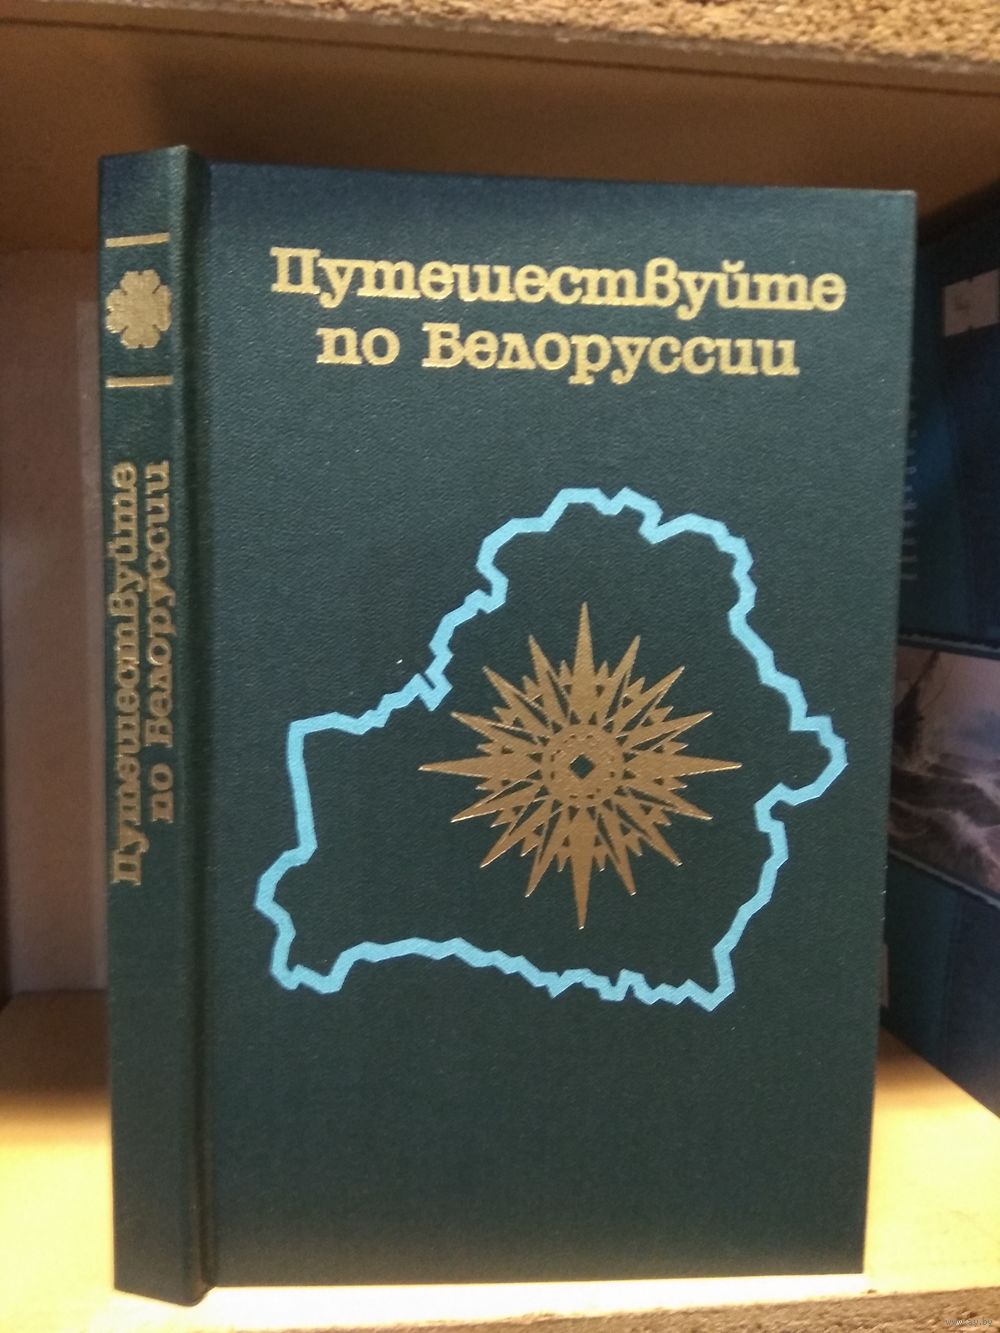 Путешествуйте
по Белоруссии
Путешествуйте
по Белоруссии